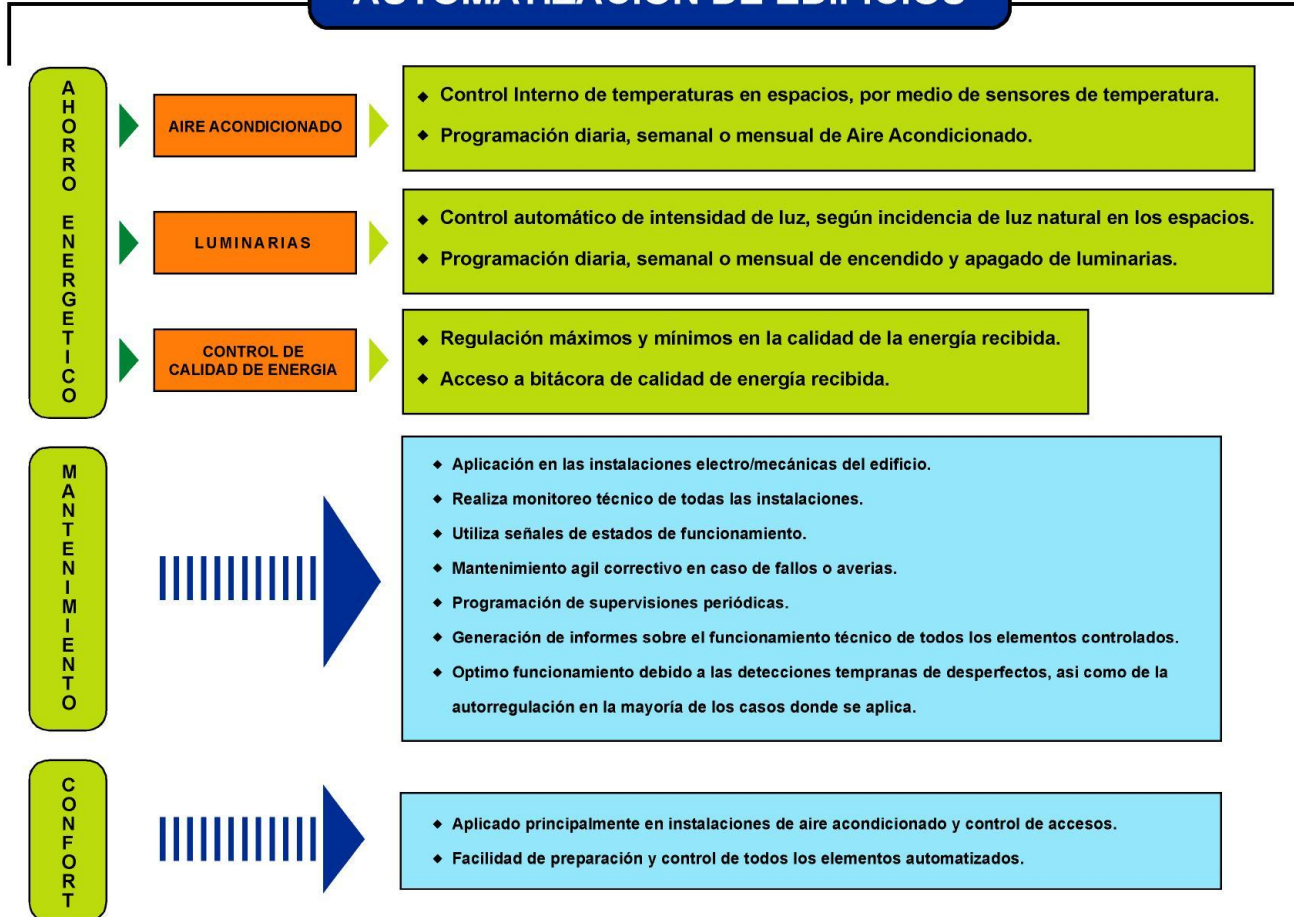 AUTOMATIZACIÓN DE EDIFICIOS
AHORRO ENERGETICO
AIRE ACONDICIONADO
Control Interno de temperaturas en espacios, por medio de sensores de temperatura.
Programación diaria, semanal o mensual de Aire Acondicionado.
LUMINARIAS
Control automático de intensidad de luz, según incidencia de luz natural en los espacios.
Programación diaria, semanal o mensual de encendido y apagado de luminarias.
CONTROL DE
CALIDAD DE ENERGIA
Regulación máximos y mínimos en la calidad de la energía recibida.
Acceso a bitácora de calidad de energía recibida.
MANTENIMIENTO
Aplicación en las instalaciones electro/mecánicas del edificio.
Realiza monitoreo técnico de todas las instalaciones.
Utiliza señales de estados de funcionamiento.
Mantenimiento agil correctivo en caso de fallos o averias.
Programación de supervisiones periódicas.
Generación de informes sobre el funcionamiento técnico de todos los elementos controlados.
Optimo funcionamiento debido a las detecciones tempranas de desperfectos, asi como de la
autorregulación en la mayoría de los casos donde se aplica.
CONFORT
Aplicado principalmente en instalaciones de aire acondicionado y control de accesos.
Facilidad de preparación y control de todos los elementos automatizados.